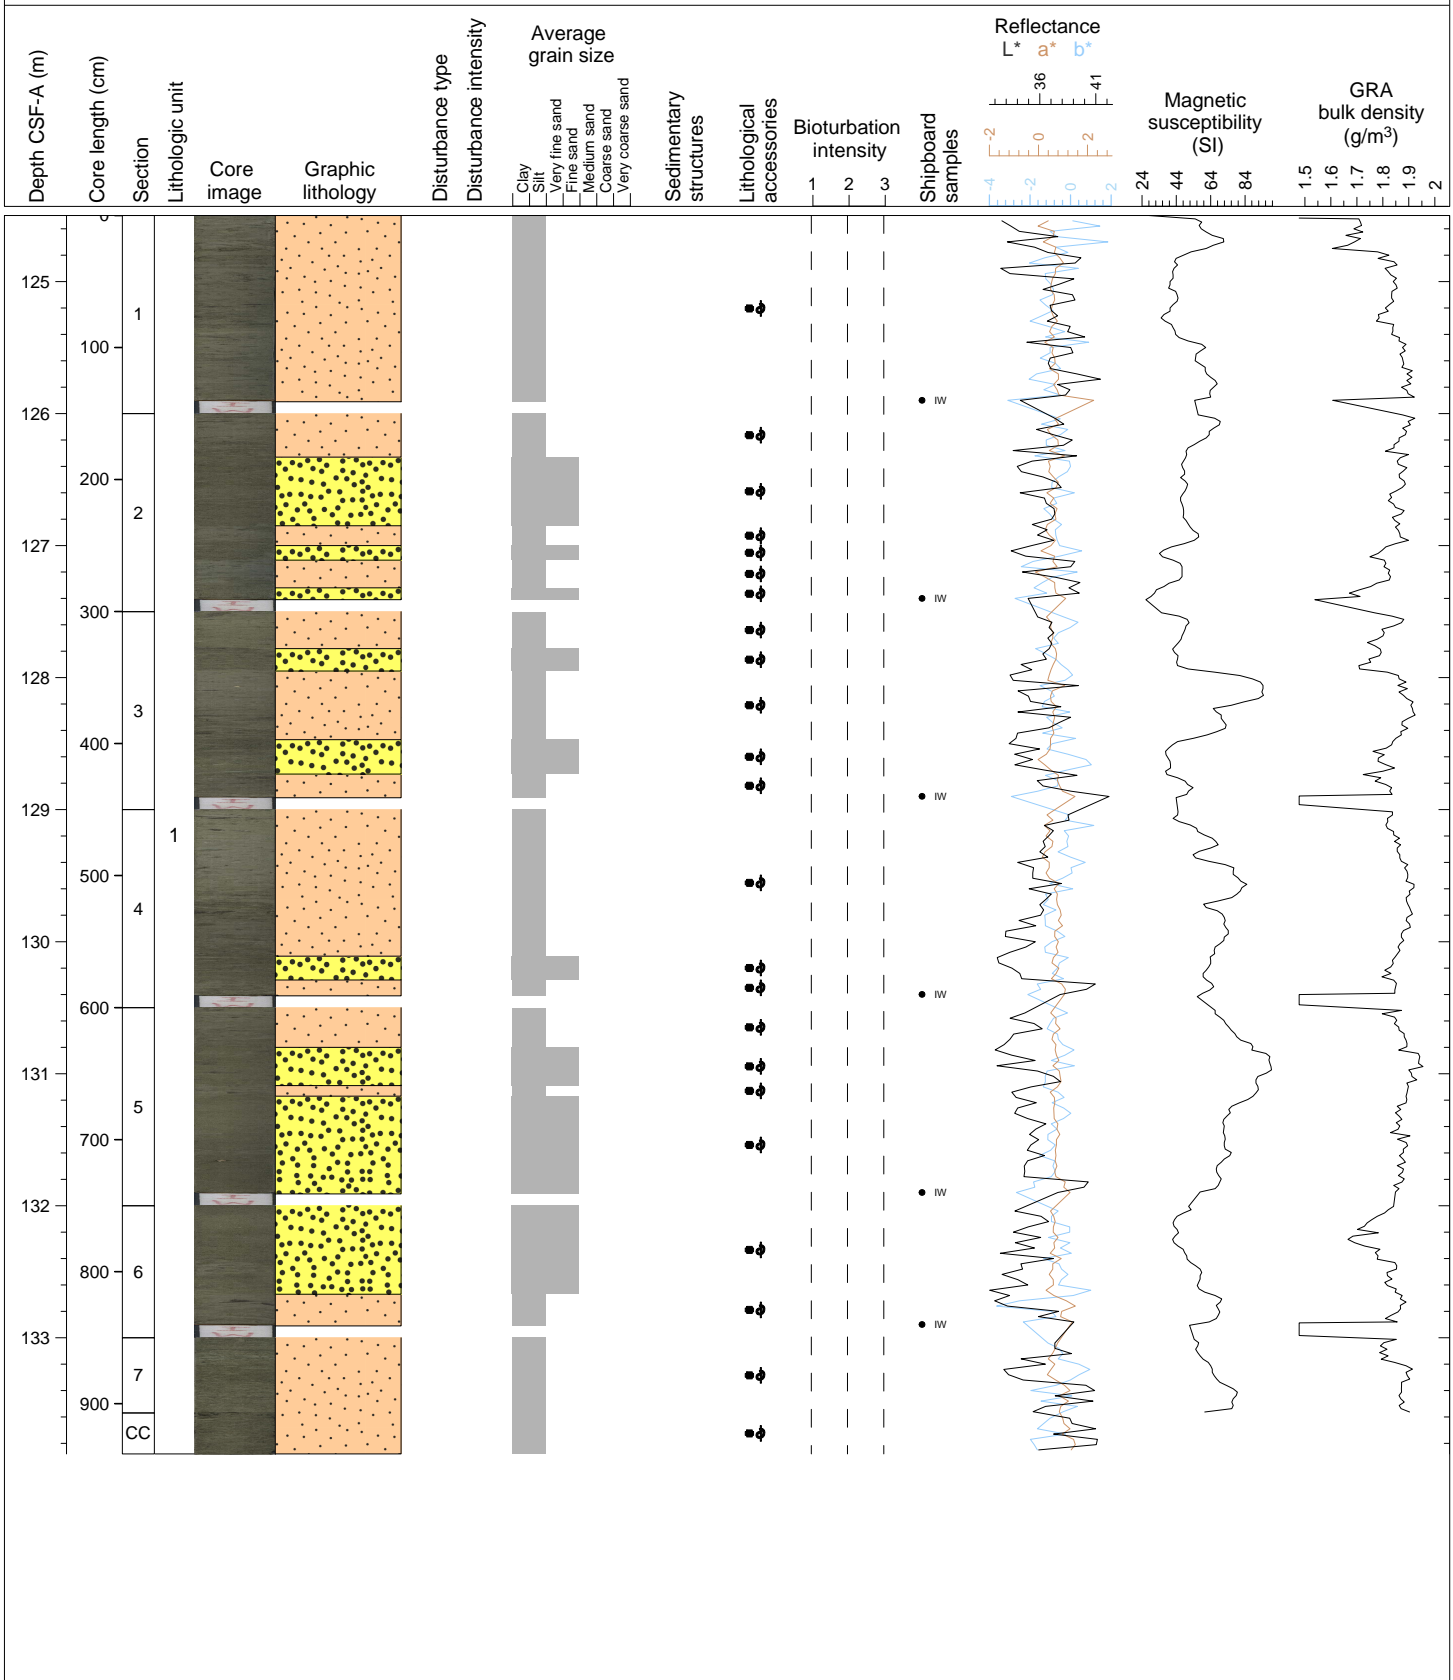 Depth CSF-A (m)
Core length (cm)
Section
Lithologic unit
Core
image
Graphic
lithology
Disturbance type
Disturbance intensity
Average
grain size
Clay
Silt
Very fine sand
Fine sand
Medium sand
Coarse sand
Very coarse sand
Sedimentary
structures
Lithological
accessories
Bioturbation
intensity
1 2 3
Shipboard
samples
Reflectance
L* a* b*
36 41
-2 0 2
-4 -2 0 2
Magnetic
susceptibility
(SI)
24 44 64 84
GRA
bulk density
(g/m3)
1.5 1.6 1.7 1.8 1.9 2
0
125
1
100
126
IW
200
2
127
300
IW
128
3
400
129
IW
1
500
4
130
600
IW
131
5
700
132
IW
6
800
133
IW
7
900
CC